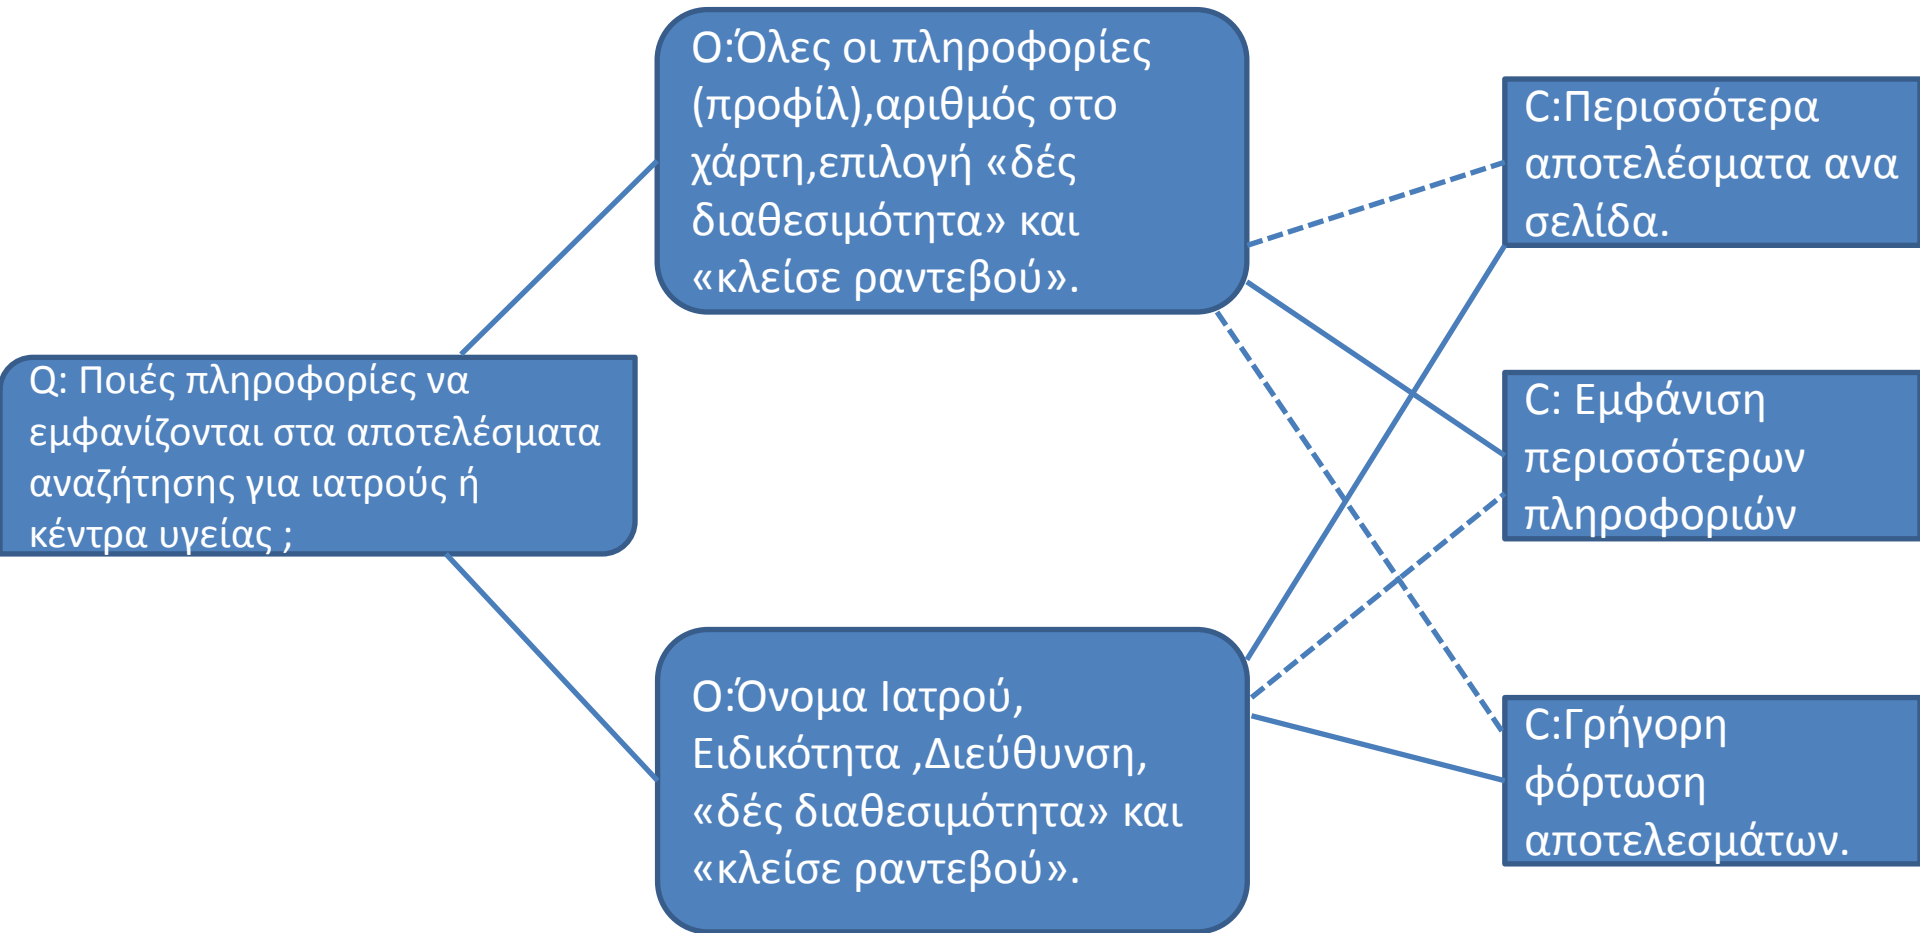 Q: Ποιές πληροφορίες να
εμφανίζονται στα αποτελέσματα
αναζήτησης για ιατρούς ή
κέντρα υγείας ;
Ο:Όλες οι πληροφορίες
(προφίλ),αριθμός στο
χάρτη,επιλογή «δές
διαθεσιμότητα» και
«κλείσε ραντεβού».
Ο:Όνομα Ιατρού,
Ειδικότητα ,Διεύθυνση,
«δές διαθεσιμότητα» και
«κλείσε ραντεβού».
C:Περισσότερα
αποτελέσματα ανα
σελίδα.
C: Εμφάνιση
περισσότερων
πληροφοριών
C:Γρήγορη
φόρτωση
αποτελεσμάτων.